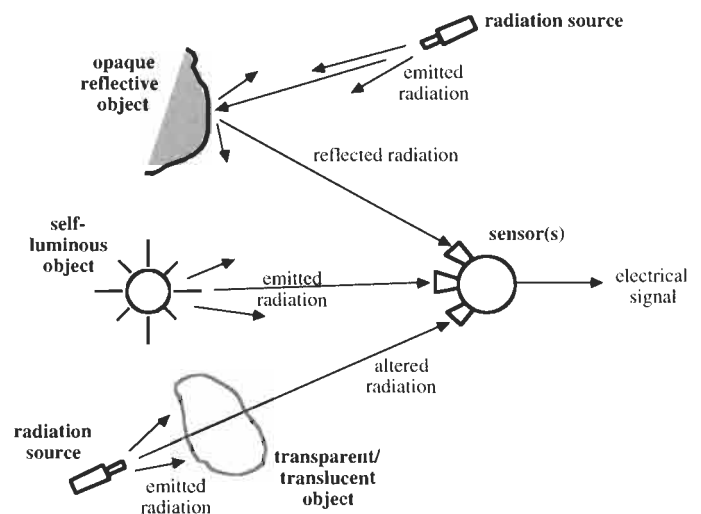 radiation source
opaque
reflective
object
emitted
radiation
reflected radiation
self-
luminous
object
sensor(s)
emitted
radiation
electrical
signal
altered
radiation
radiation
source
transparent/
translucent
object
emitted
radiation